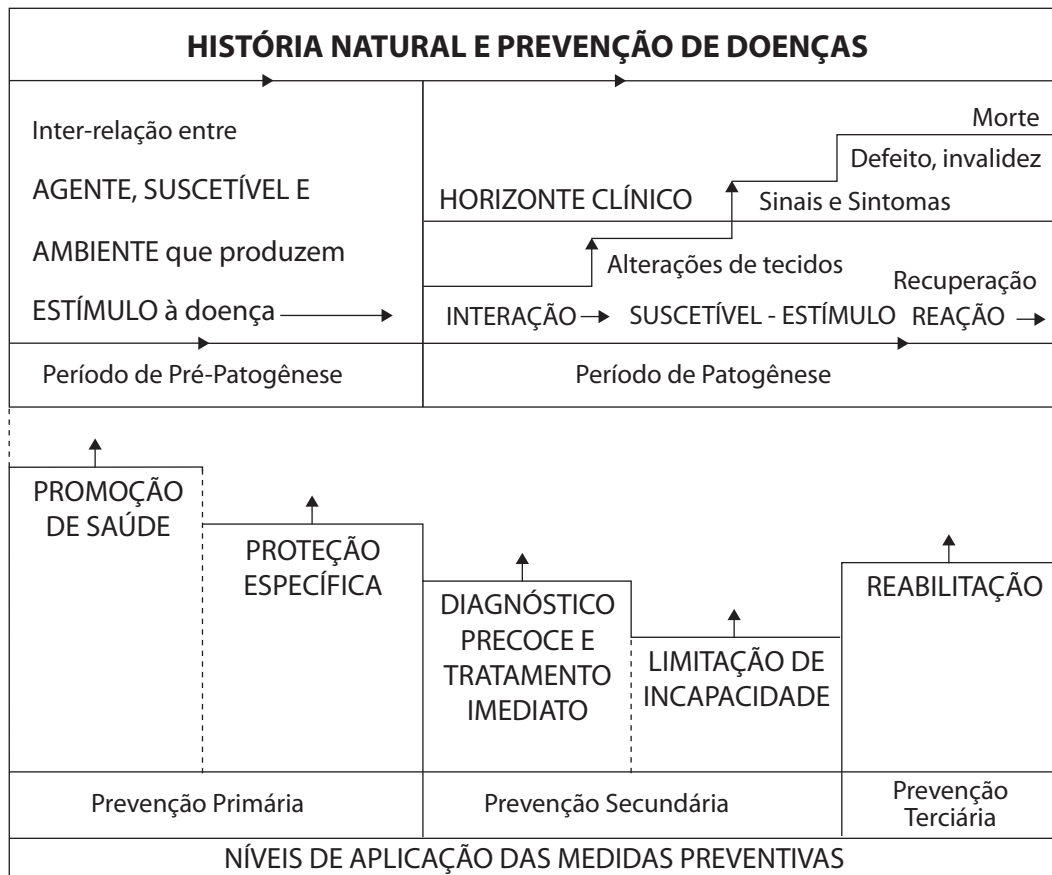 HISTÓRIA NATURAL E PREVENÇÃO DE DOENÇAS
Inter-relação entre
AGENTE, SUSCETÍVEL E
AMBIENTE que produzem
ESTÍMULO à doença
Morte
Defeito, invalidez
HORIZONTE CLÍNICO
Sinais e Sintomas
Alterações de tecidos
Recuperação
INTERAÇÃO SUSCETÍVEL - ESTÍMULO REAÇÃO
Período de Pré-Patogênese
Período de Patogênese
PROMOÇÃO
DE SAÚDE
PROTEÇÃO
ESPECÍFICA
DIAGNÓSTICO
PRECOCE E
TRATAMENTO
IMEDIATO
LIMITAÇÃO DE
INCAPACIDADE
REABILITAÇÃO
Prevenção Primária
Prevenção Secundária
Prevenção
Terciária
NÍVEIS DE APLICAÇÃO DAS MEDIDAS PREVENTIVAS